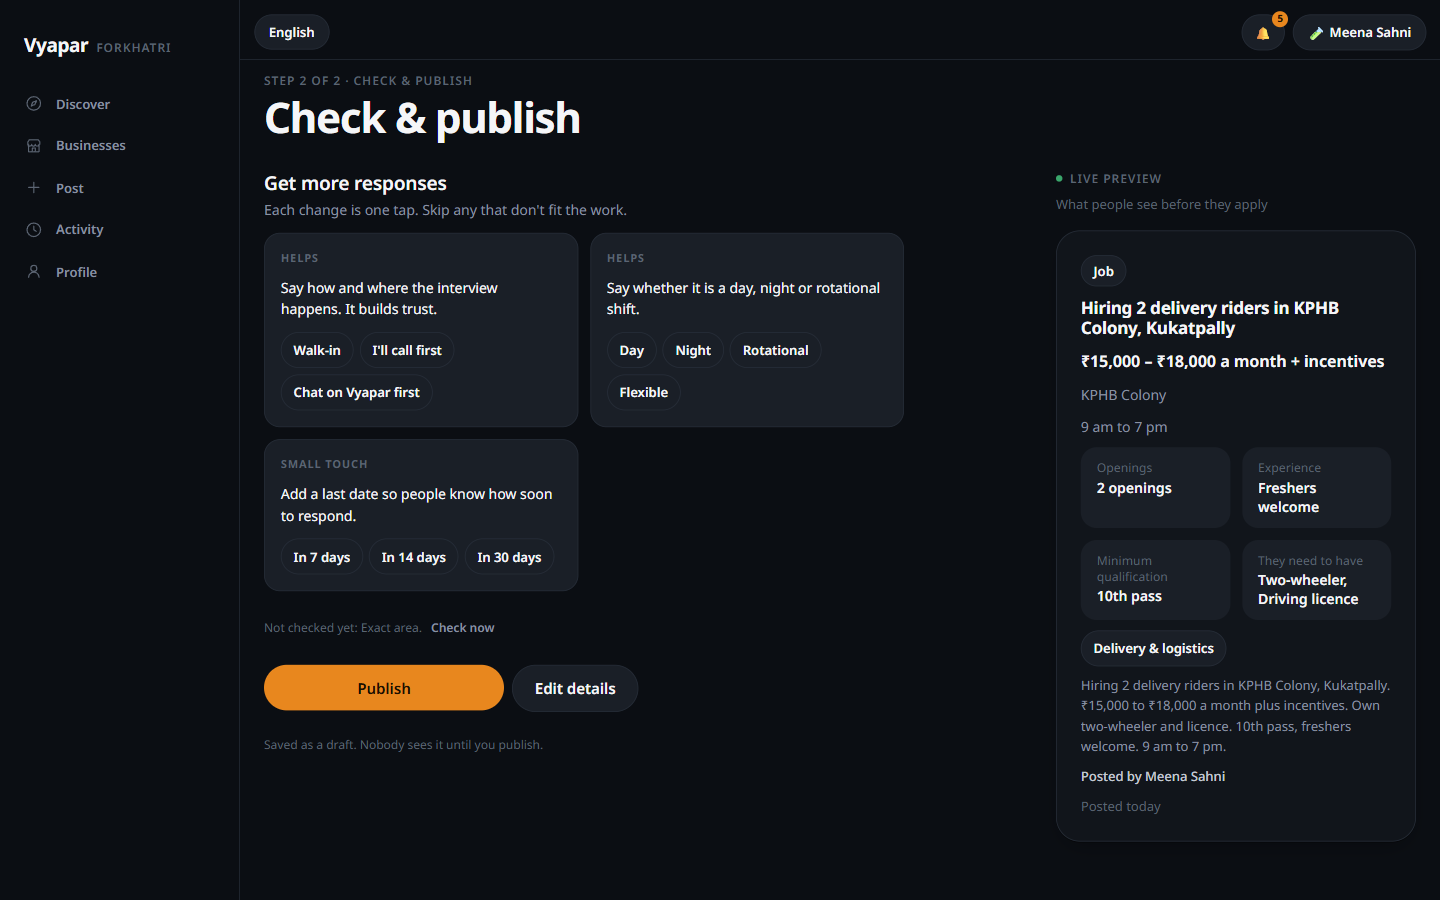 Vyapar FORKHATRI
Discover
Businesses
Post
Activity
Profile
English
5
Meena Sahni
STEP 2 OF 2 · CHECK & PUBLISH
Check & publish
Get more responses
Each change is one tap. Skip any that don't fit the work.
HELPS
Say how and where the interview
happens. It builds trust.
Walk-in
I'll call first
Chat on Vyapar first
HELPS
Say whether it is a day, night or rotational
shift.
Day
Night
Rotational
Flexible
SMALL TOUCH
Add a last date so people know how soon
to respond.
In 7 days
In 14 days
In 30 days
Not checked yet: Exact area. Check now
Publish
Edit details
Saved as a draft. Nobody sees it until you publish.
LIVE PREVIEW
What people see before they apply
Job
Hiring 2 delivery riders in KPHB
Colony, Kukatpally
₹15,000 – ₹18,000 a month + incentives
KPHB Colony
9 am to 7 pm
Openings
2 openings
Experience
Freshers
welcome
Minimum
qualification
10th pass
They need to have
Two-wheeler,
Driving licence
Delivery & logistics
Hiring 2 delivery riders in KPHB Colony, Kukatpally.
₹15,000 to ₹18,000 a month plus incentives. Own
two-wheeler and licence. 10th pass, freshers
welcome. 9 am to 7 pm.
Posted by Meena Sahni
Posted today